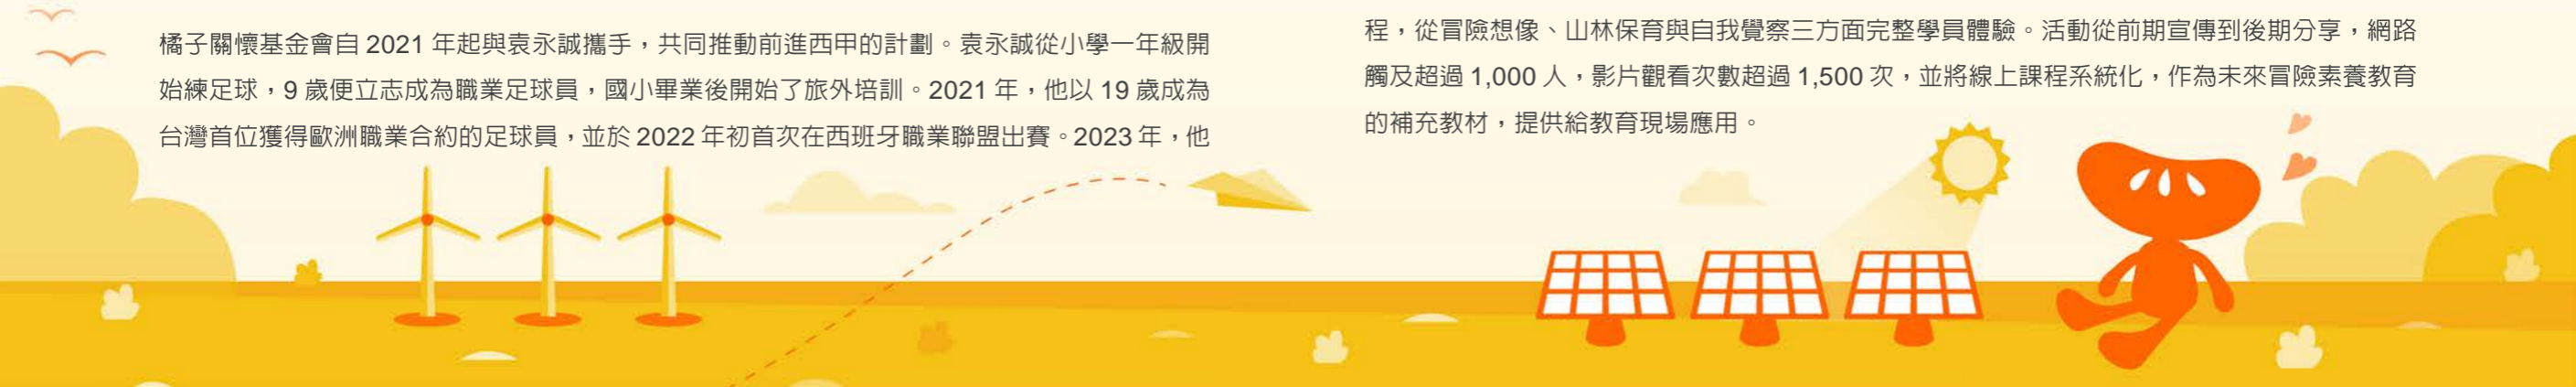 橘子關懷基金會自 2021 年起與袁永誠攜手，共同推動前進西甲的計劃。袁永誠從小學一年級開
始練足球，9 歲便立志成為職業足球員，國小畢業後開始了旅外培訓。2021 年，他以 19 歲成為
台灣首位獲得歐洲職業合約的足球員，並於 2022 年初首次在西班牙職業聯盟出賽。2023 年，他
程，從冒險想像、山林保育與自我覺察三方面完整學員體驗。活動從前期宣傳到後期分享，網路
觸及超過 1,000 人，影片觀看次數超過 1,500 次，並將線上課程系統化，作為未來冒險素養教育
的補充教材，提供給教育現場應用。